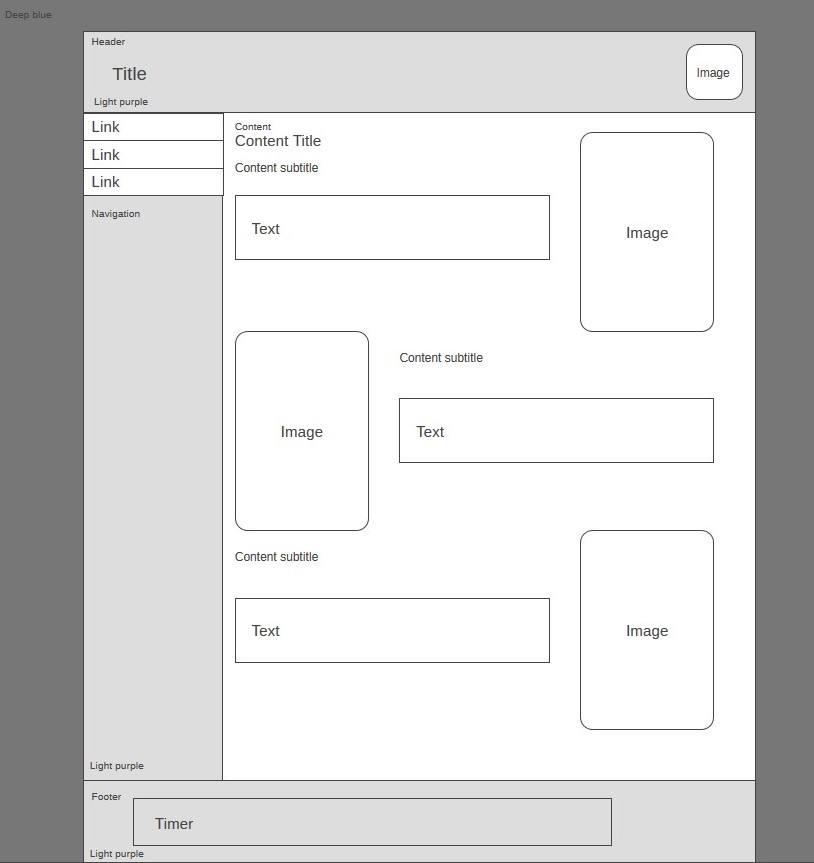 Deep blue
Header
Title
Image
Light purple
Link
Link
Link
Navigation
Light purple
Content
Content Title
Content subtitle
Text
Image
Image
Content subtitle
Text
Content subtitle
Text
Image
Footer
Timer
Light purple